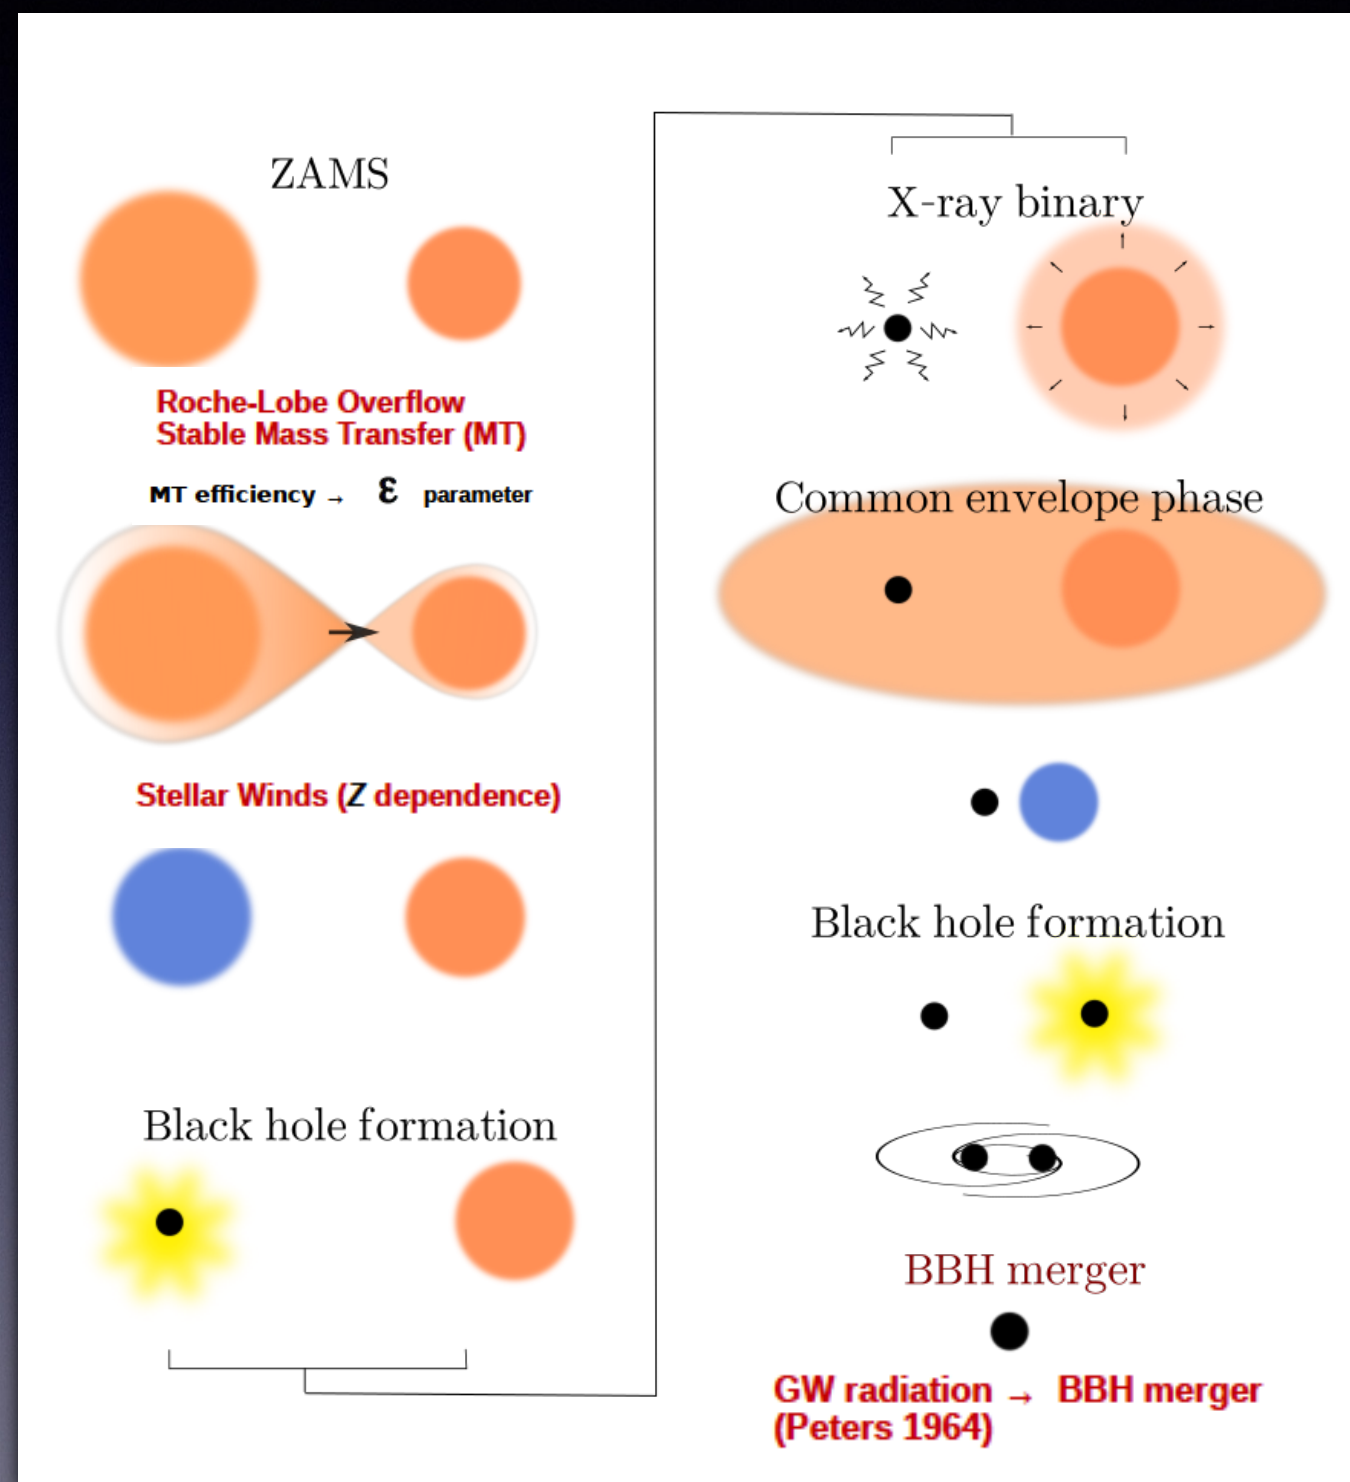 ZAMS
Roche-Lobe Overflow
Stable Mass Transfer (MT)
MT efficiency → ε parameter
Stellar Winds (Z dependence)
Black hole formation
X-ray binary
Common envelope phase
Black hole formation
BBH merger
GW radiation → BBH merger
(Peters 1964)